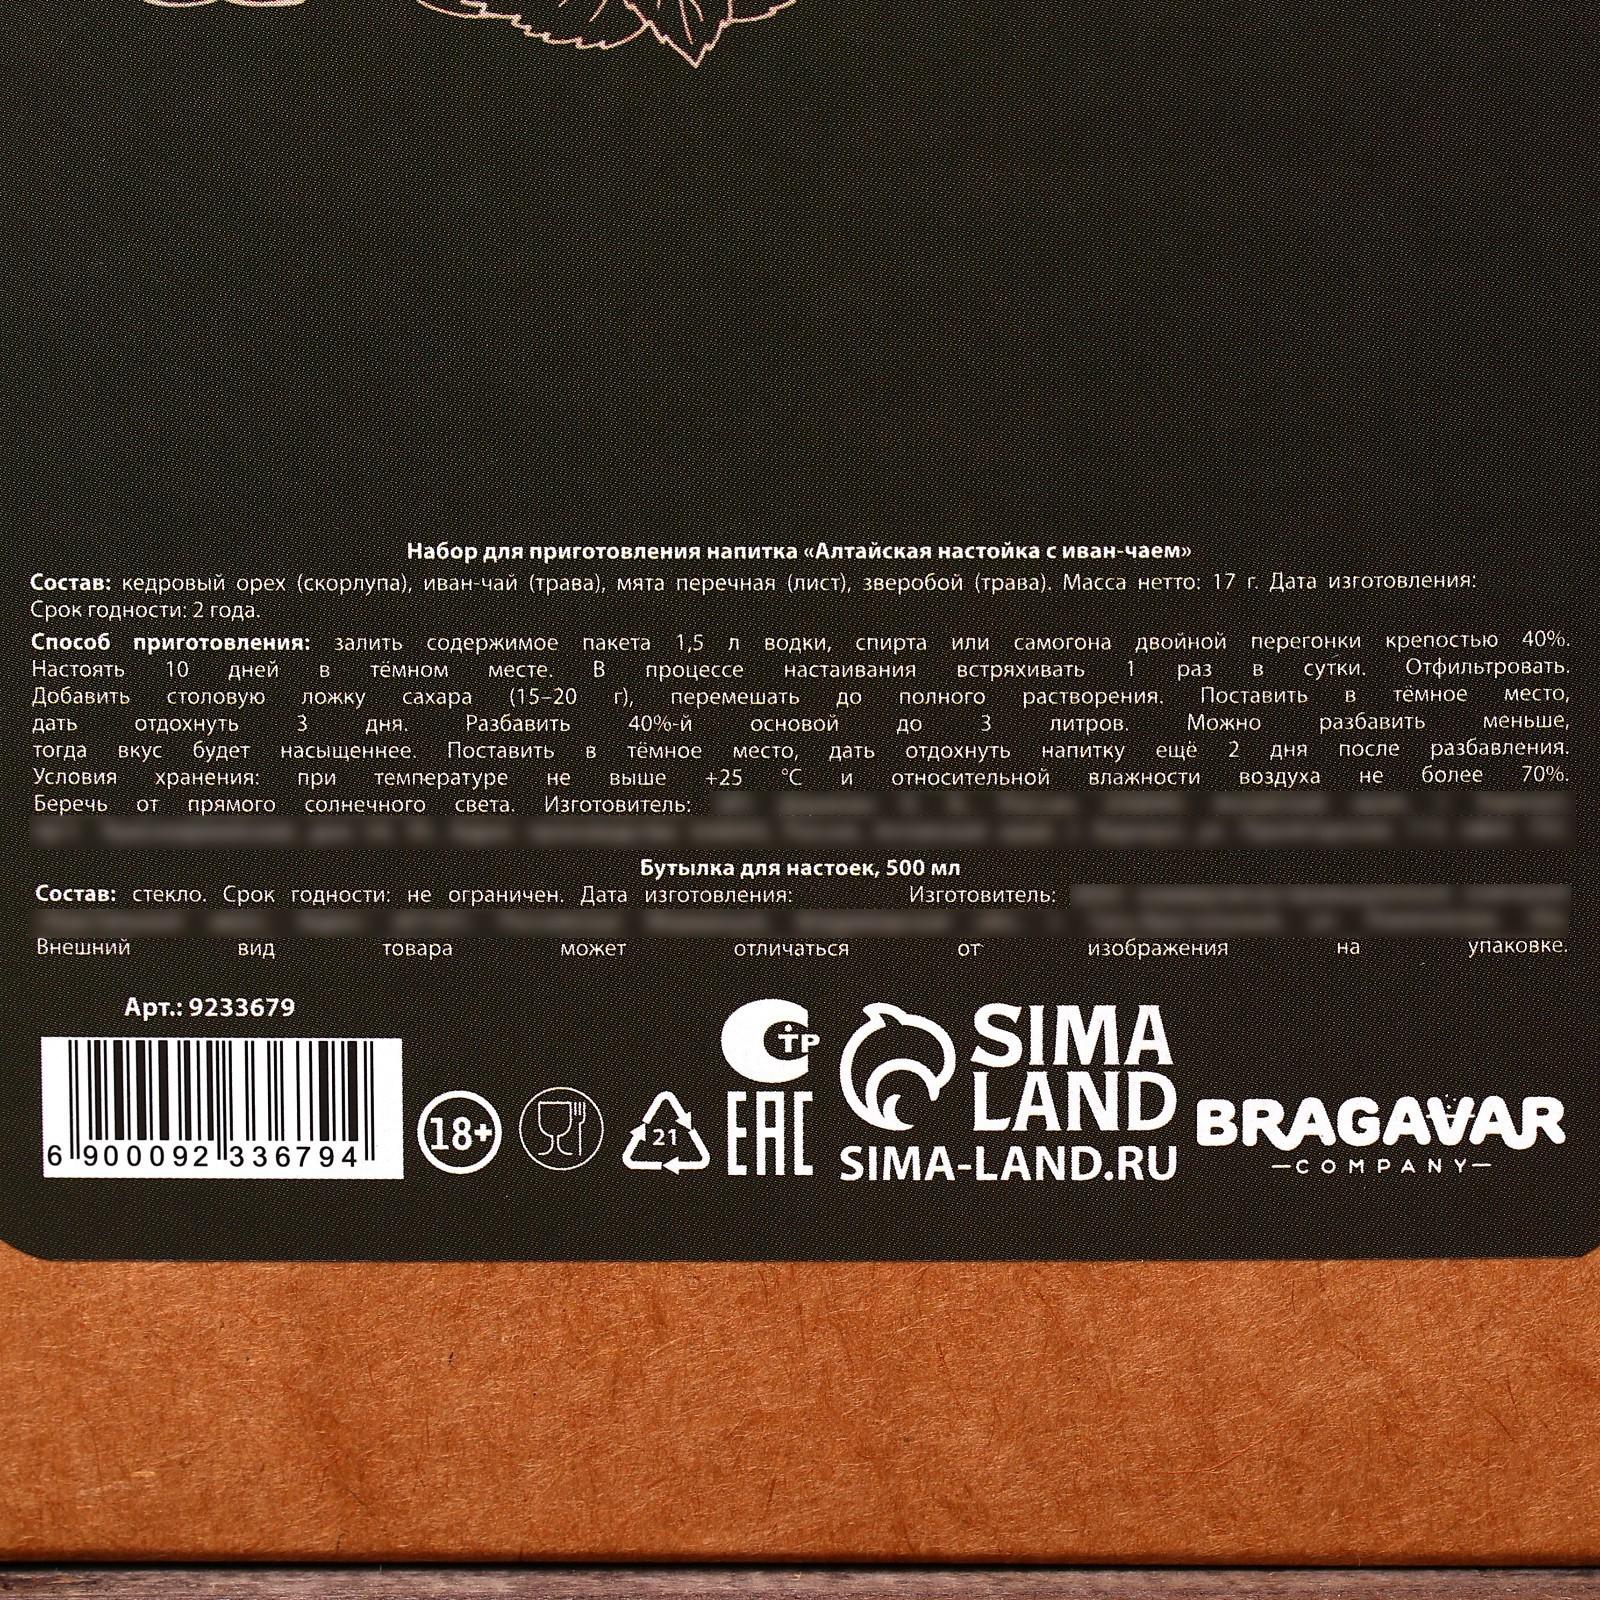 Набор для приготовления напитка «Алтайская настойка с иван-чаем»
Состав: кедровый орех (скорлупа), иван-чай (трава), мята перечная (лист), зверобой (трава). Масса нетто: 17 г. Дата изготовления:
Срок годности: 2 года.
Способ приготовления: залить содержимое пакета 1,5 л водки, спирта или самогона двойной перегонки крепостью 40%.
Настоять 10 дней в тёмном месте. В процессе настаивания встряхивать 1 раз в сутки. Отфильтровать.
Добавить столовую ложку сахара (15–20 г), перемешать до полного растворения. Поставить в тёмное место,
дать отдохнуть 3 дня. Разбавить 40%-й основой до 3 литров. Можно разбавить меньше,
тогда вкус будет насыщеннее. Поставить в тёмное место, дать отдохнуть напитку ещё 2 дня после разбавления.
Условия хранения: при температуре не выше +25 °С и относительной влажности воздуха не более 70%.
Беречь от прямого солнечного света. Изготовитель:
Бутылка для настоек, 500 мл
Состав: стекло. Срок годности: не ограничен. Дата изготовления: Изготовитель:
Внешний вид товара может отличаться от изображения на упаковке.
Арт.: 9233679
6 900092 336794
18+
21
СТР
EAC
SIMA
LAND
SIMA-LAND.RU
BRAGAVAR
COMPANY